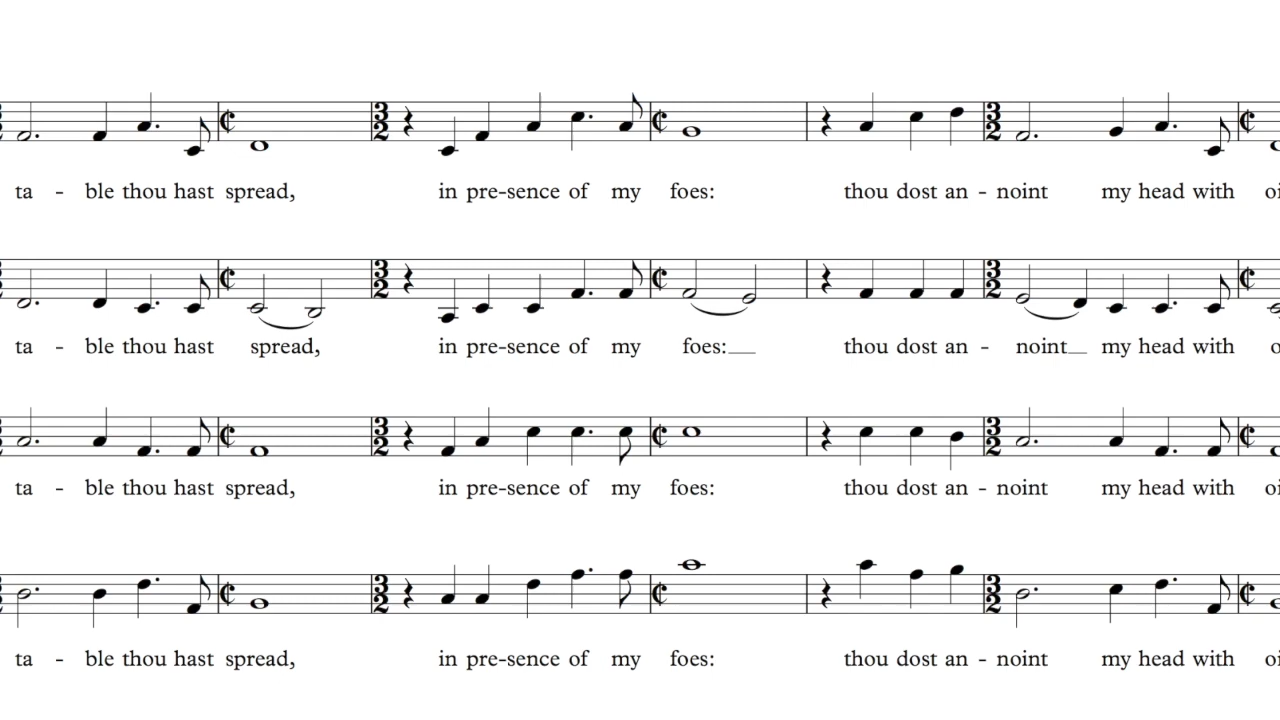 ta - ble thou hast spread, in pre-sence of my foes: thou dost an - noint my head with
ta - ble thou hast spread, in pre-sence of my foes: thou dost an - noint my head with
ta - ble thou hast spread, in pre-sence of my foes: thou dost an - noint my head with
ta - ble thou hast spread, in pre-sence of my foes: thou dost an - noint my head with